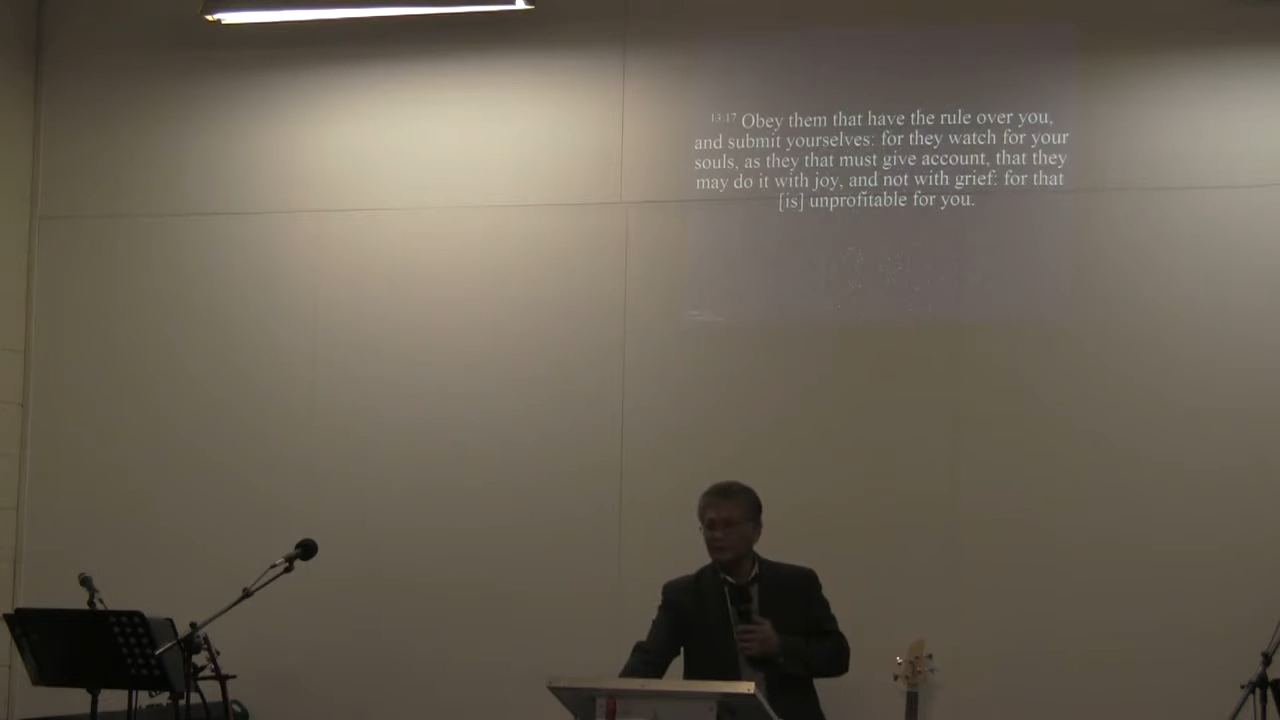 13:17 Obey them that have the rule over you,
and submit yourselves: for they watch for your
souls, as they that must give account, that they
may do it with joy, and not with grief: for that
[is] unprofitable for you.